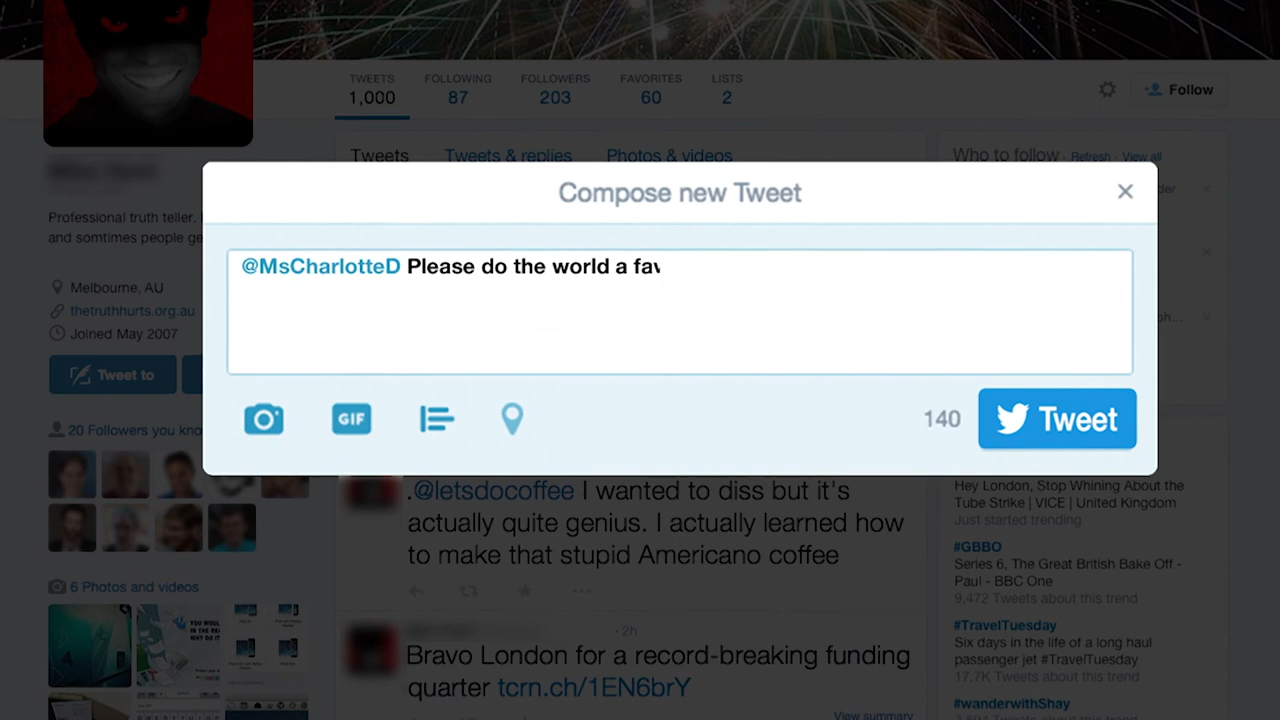 TWEETS FOLLOWING FOLLOWERS FAVORITES LISTS
1,000 87 203 60 2
Follow
Tweets Tweets & replies Photos & videos
Who to follow · Refresh · View all
Compose new Tweet
@MsCharlotteD Please do the world a fav
GIF
140
Tweet
Professional truth teller.
and somtimes people ge
Melbourne, AU
thetruthhurts.org.au
Joined May 2007
Tweet to
20 Followers you kno
6 Photos and videos
.@letsdocoffee I wanted to diss but it's
actually quite genius. I actually learned how
to make that stupid Americano coffee
· 2h
Bravo London for a record-breaking funding
quarter tcrn.ch/1EN6brY
View summary
Hey London, Stop Whining About the
Tube Strike | VICE | United Kingdom
Just started trending
#GBBO
Series 6, The Great British Bake Off -
Paul - BBC One
9,472 Tweets about this trend
#TravelTuesday
Six days in the life of a long haul
passenger jet #TravelTuesday
17.7K Tweets about this trend
#wanderwithShay